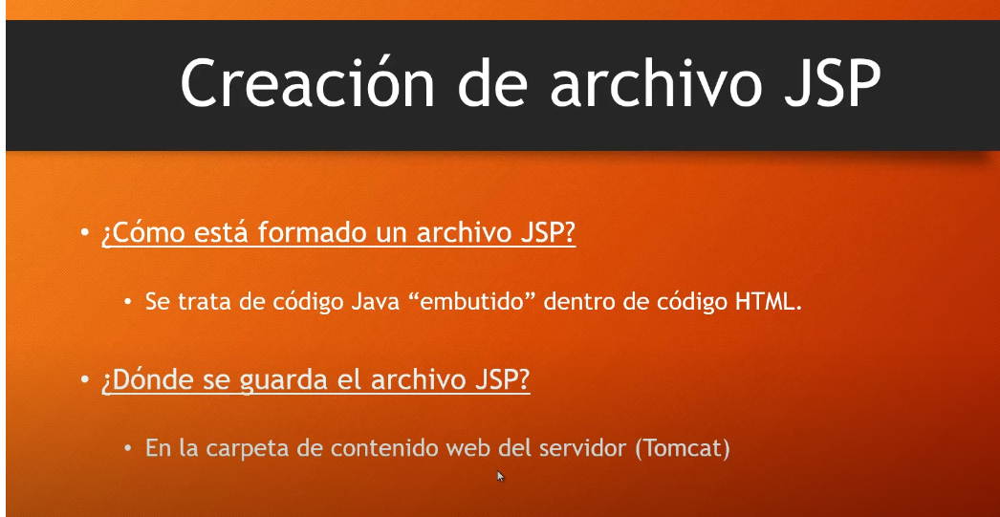 Creación de archivo JSP
• ¿Cómo está formado un archivo JSP?
• Se trata de código Java “embutido” dentro de código HTML.
• ¿Dónde se guarda el archivo JSP?
• En la carpeta de contenido web del servidor (Tomcat)